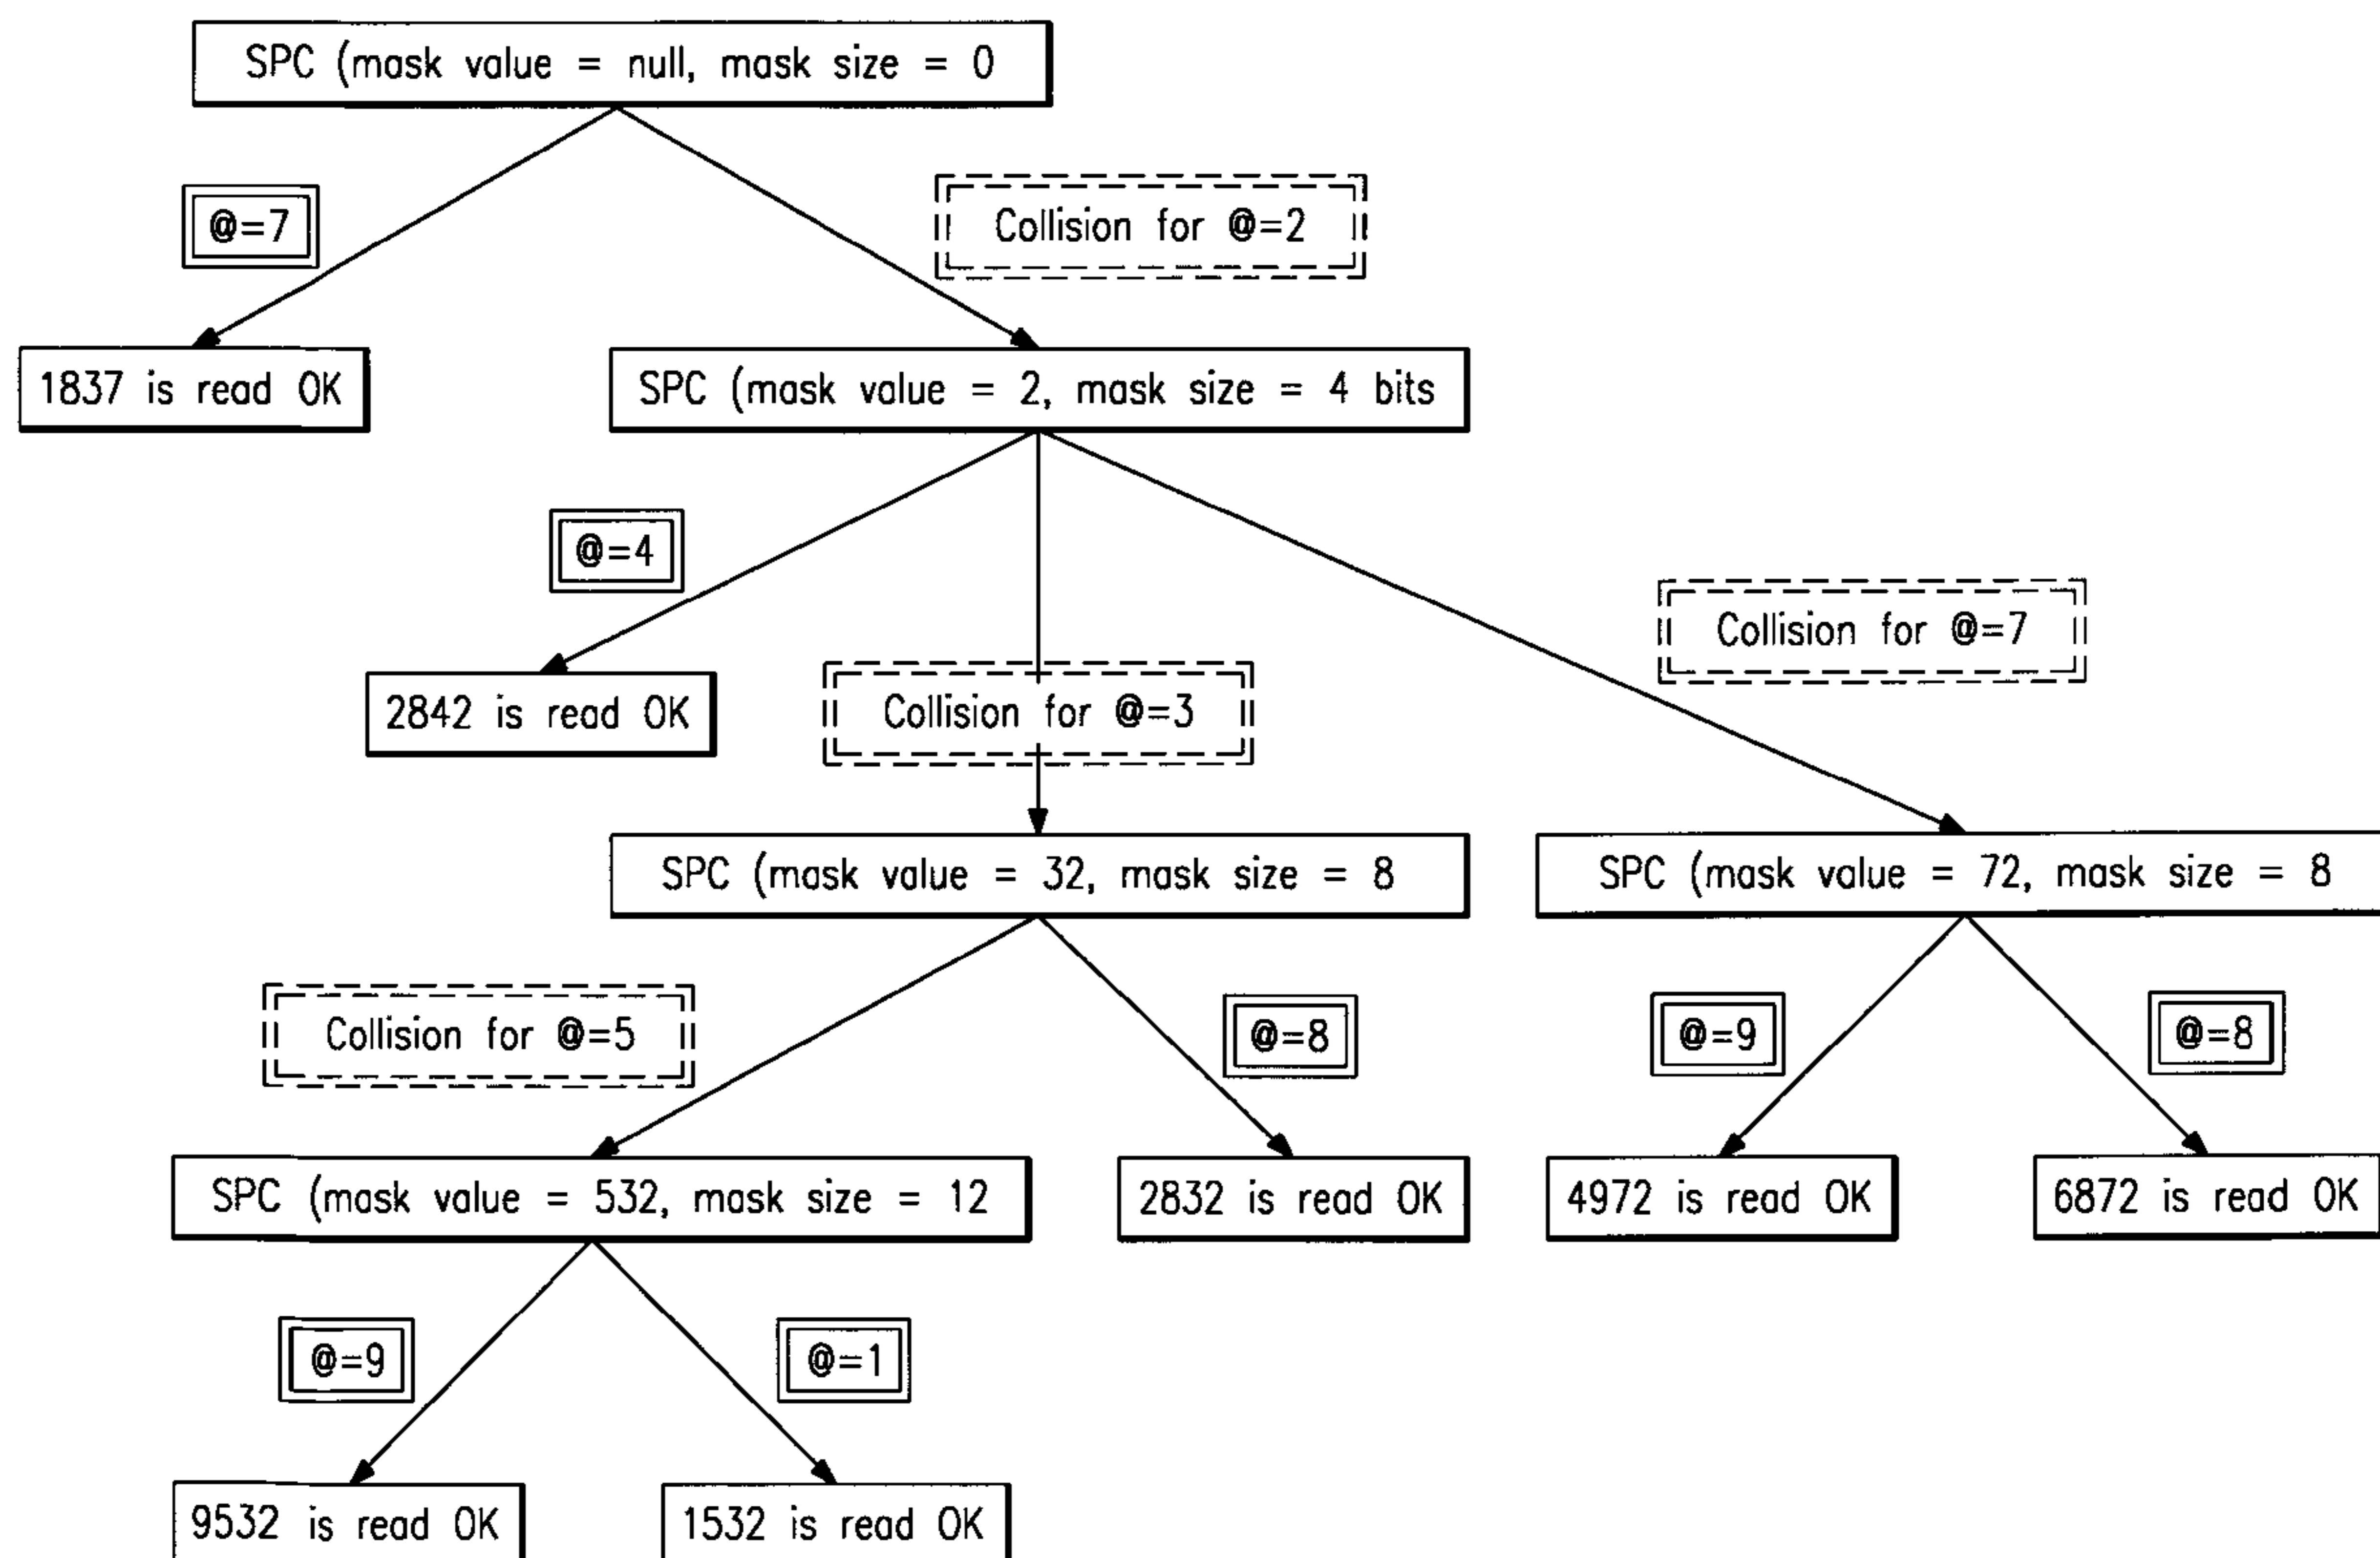 SPC (mask value = null, mask size = 0
@=7
Collision for @=2
1837 is read OK
SPC (mask value = 2, mask size = 4 bits
@=4
Collision for @=7
2842 is read OK
Collision for @=3
SPC (mask value = 32, mask size = 8
SPC (mask value = 72, mask size = 8
Collision for @=5
@=8
@=9
@=8
SPC (mask value = 532, mask size = 12
2832 is read OK
4972 is read OK
6872 is read OK
@=9
@=1
9532 is read OK
1532 is read OK